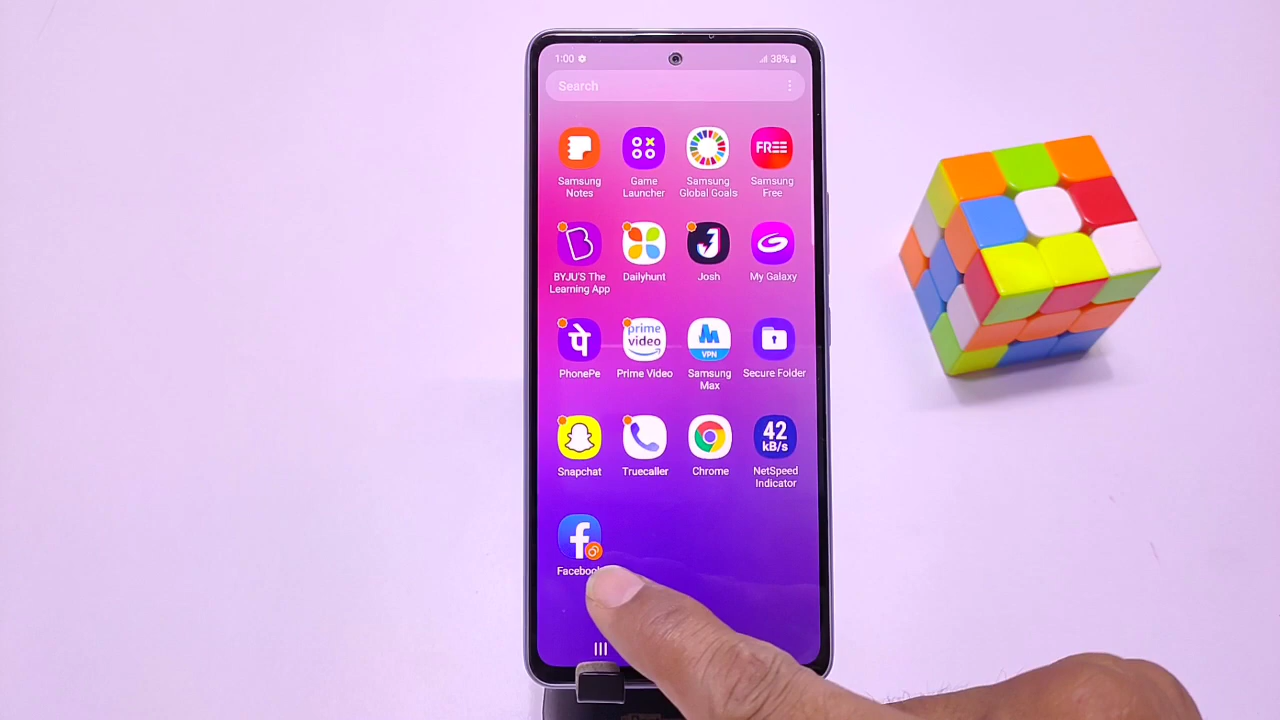 1:00
38%
Search
FREE
Samsung Notes
Game Launcher
Samsung Global Goals
Samsung Free
B
J
BYJU'S The Learning App
Dailyhunt
Josh
My Galaxy
पे
prime video
VPN
PhonePe
Prime Video
Samsung Max
Secure Folder
42 kB/s
Snapchat
Truecaller
Chrome
NetSpeed Indicator
f
Facebook